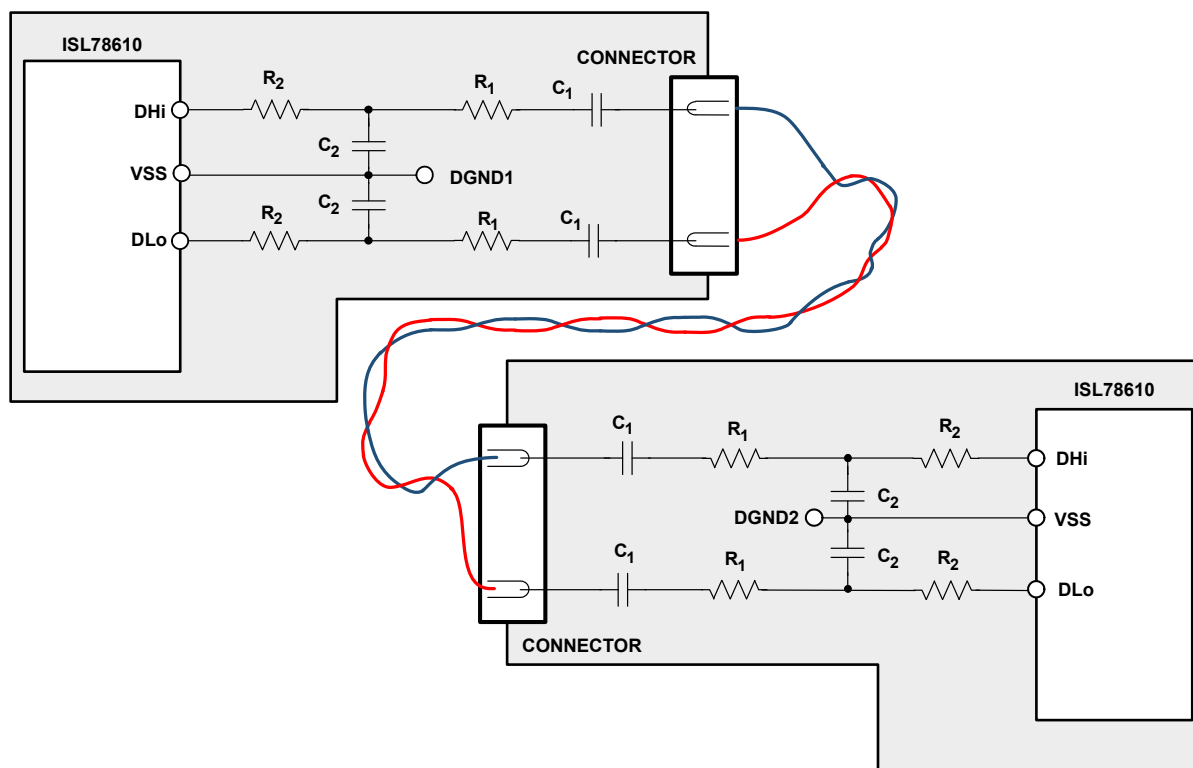 ISL78610
CONNECTOR
R2
R1
C1
DHi
C2
VSS
DGND1
C2
R2
R1
C1
DLo
ISL78610
C1
R1
R2
DHi
C2
DGND2
VSS
C1
R1
C2
R2
DLo
CONNECTOR